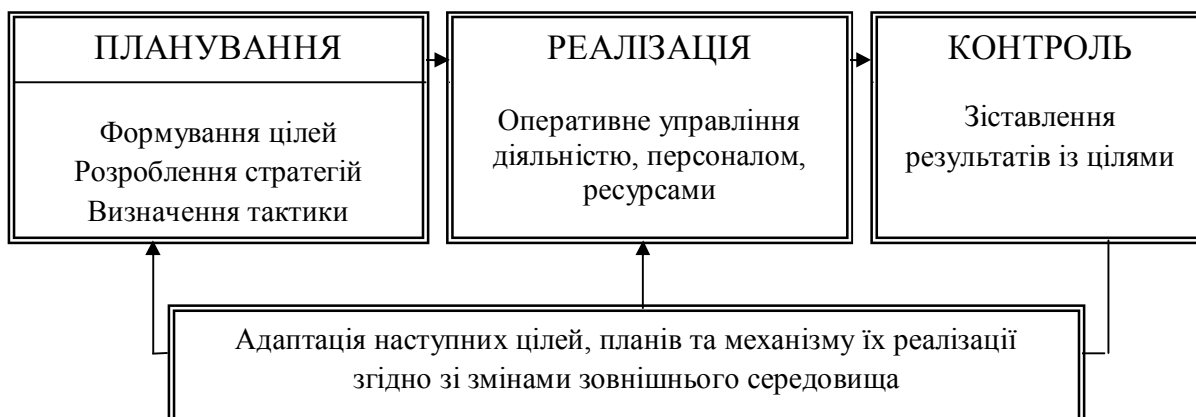 ПЛАНУВАННЯ
Формування цілей
Розроблення стратегій
Визначення тактики
РЕАЛІЗАЦІЯ
Оперативне управління
діяльністю, персоналом,
ресурсами
КОНТРОЛЬ
Зіставлення
результатів із цілями
Адаптація наступних цілей, планів та механізму їх реалізації
згідно зі змінами зовнішнього середовища